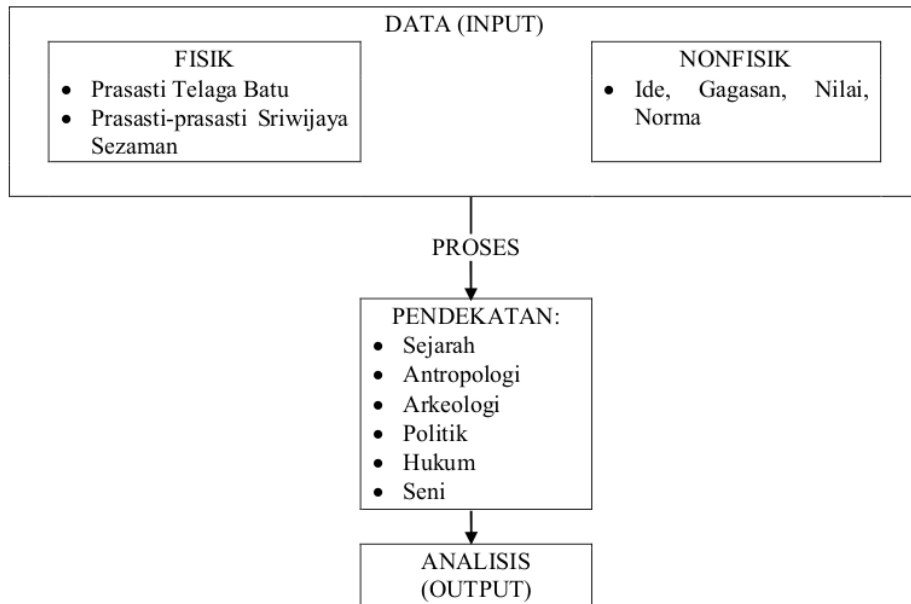 DATA (INPUT)
FISIK
• Prasasti Telaga Batu
• Prasasti-prasasti Sriwijaya
Sezaman
NONFISIK
• Ide, Gagasan, Nilai,
Norma
PROSES
PENDEKATAN:
• Sejarah
• Antropologi
• Arkeologi
• Politik
• Hukum
• Seni
ANALISIS
(OUTPUT)